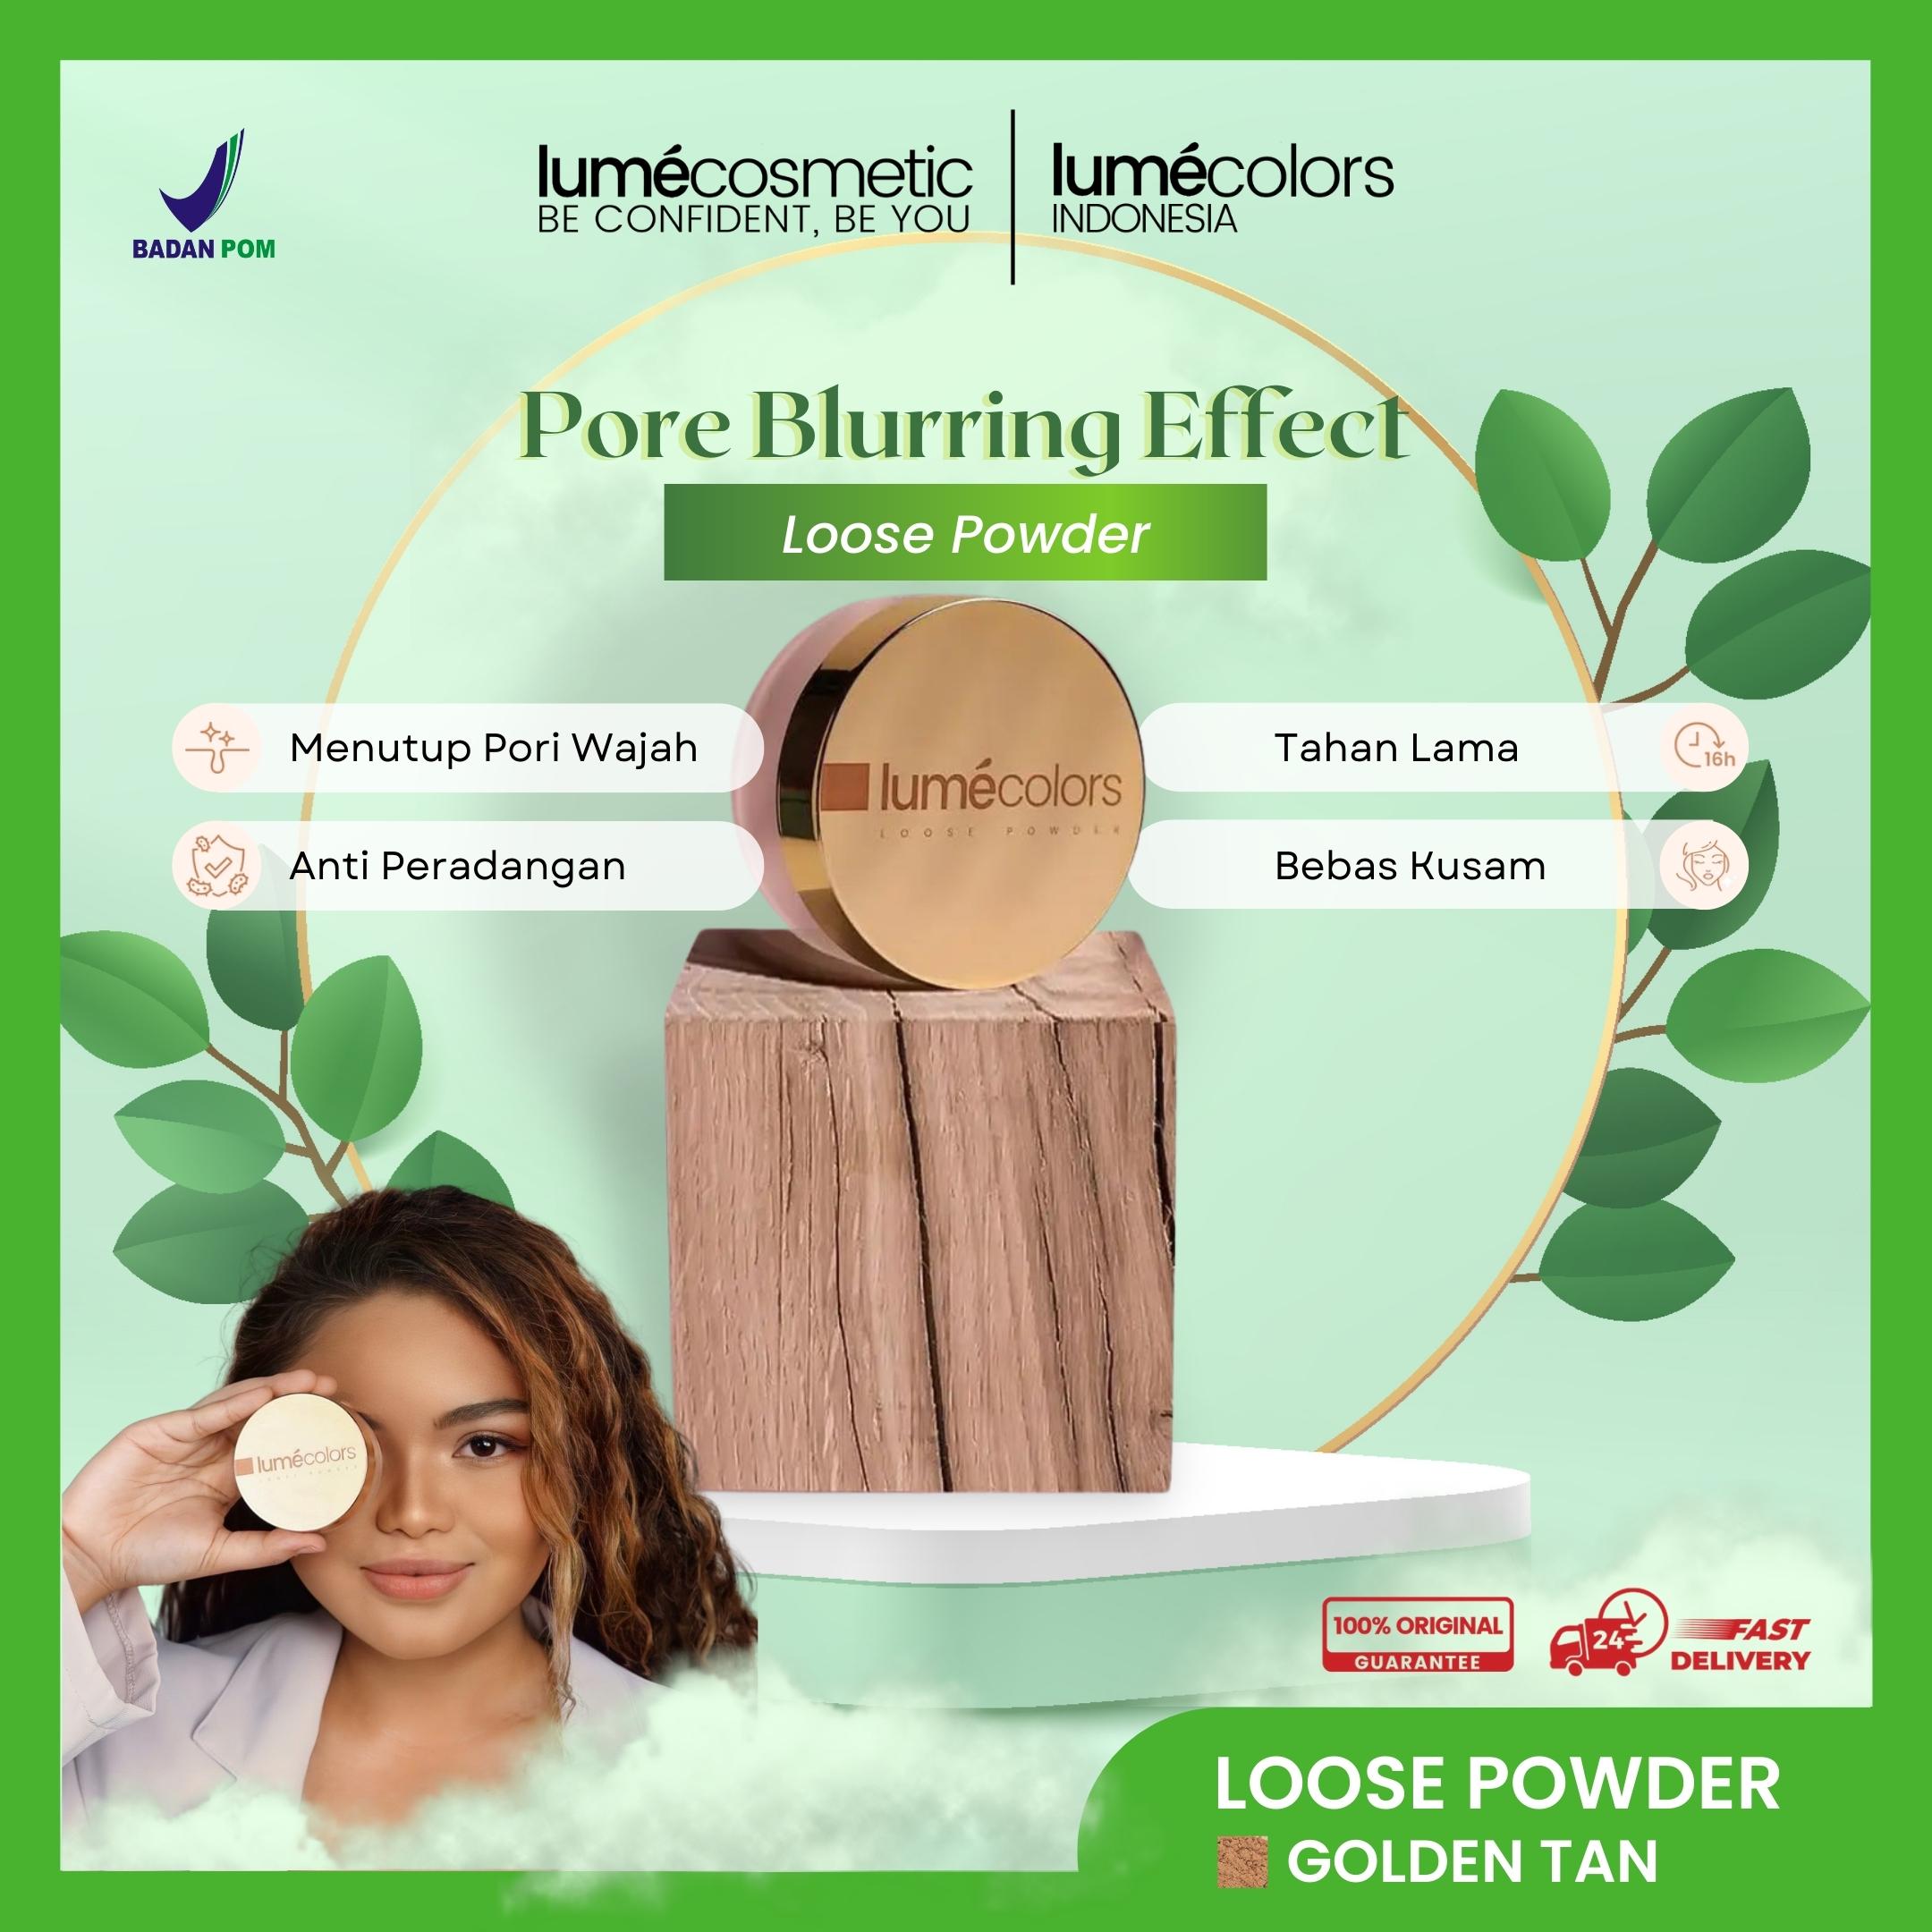 BADAN POM
lumécosmetic
BE CONFIDENT, BE YOU
lumécolors
INDONESIA
Pore Blurring Effect
Loose Powder
Menutup Pori Wajah
Tahan Lama
16h
lumécolors
LOOSE POWDER
Anti Peradangan
Bebas Kusam
lumécolors
100% ORIGINAL
GUARANTEE
24
FAST
DELIVERY
LOOSE POWDER
GOLDEN TAN